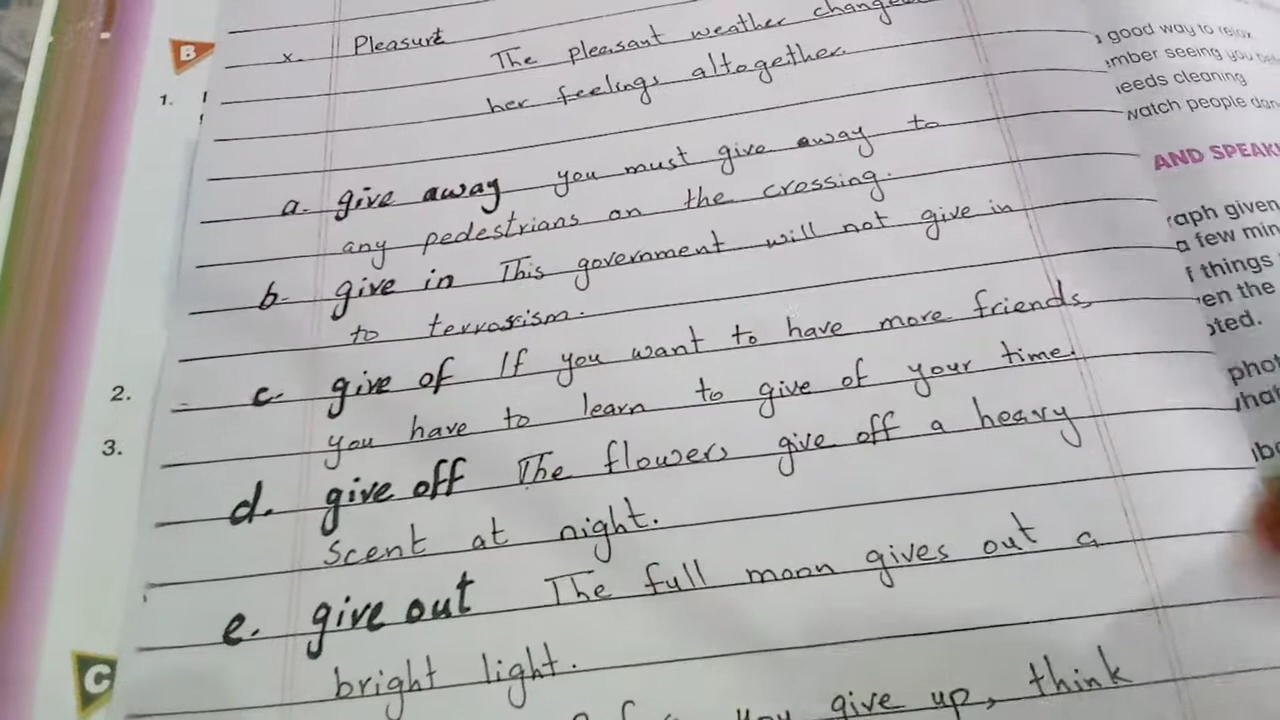 B
x. Pleasure The pleasant weather changed
her feelings altogether.
1.
a good way to relax
seeing you
needs cleaning
watch people
a. give away you must give away to
any pedestrians on the crossing.
AND
b. give in This government will not give in
to terrorism.
given
a few
things
the
2.
c. give of If you want to have more friends,
you have to learn to give of your time.
3.
d. give off The flowers give off a heavy
scent at night.
e. give out The full moon gives out a
bright light.
C
you give up, think